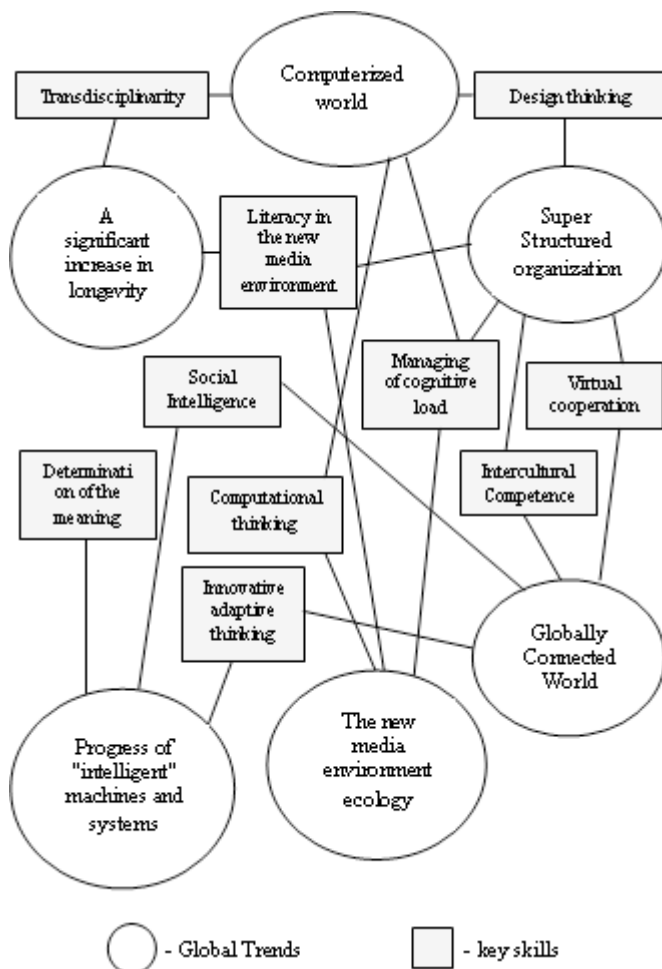 Computerized
world
Transdisciplinarity
Design thinking
A
significant
increase in
longevity
Literacy in
the new
media
environment
Super
Structured
organization
Social
Intelligence
Managing
of cognitive
load
Virtual
cooperation
Determinati
on of the
meaning
Computational
thinking
Intercultural
Competence
Innovative
adaptive
thinking
Globally
Connected
World
Progress of
"intelligent"
machines and
systems
The new
media
environment
ecology
- Global Trends
- key skills